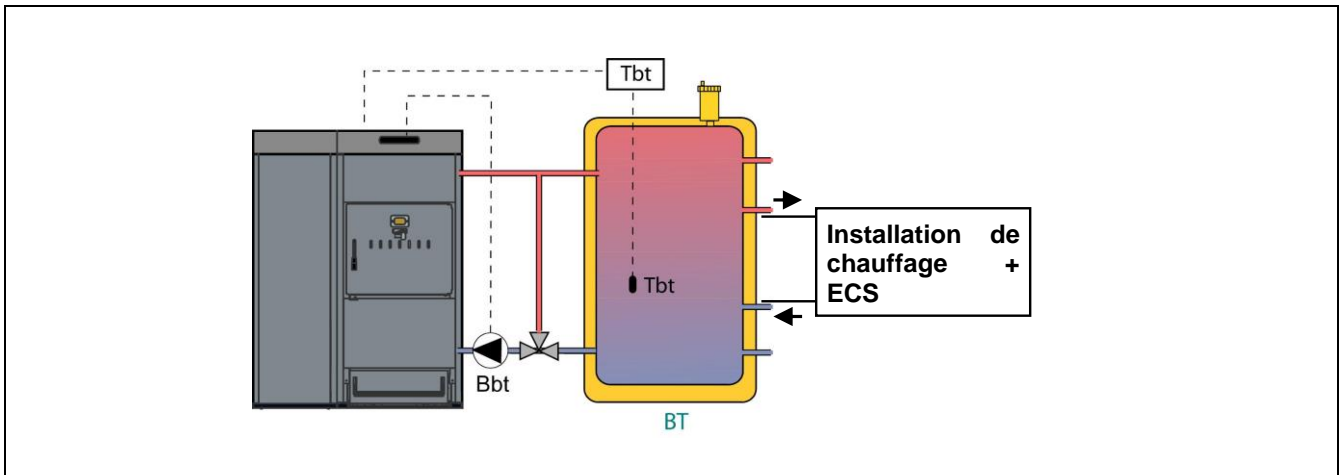 Tbt
Tbt
Installation de
chauffage +
ECS
Bbt
BT